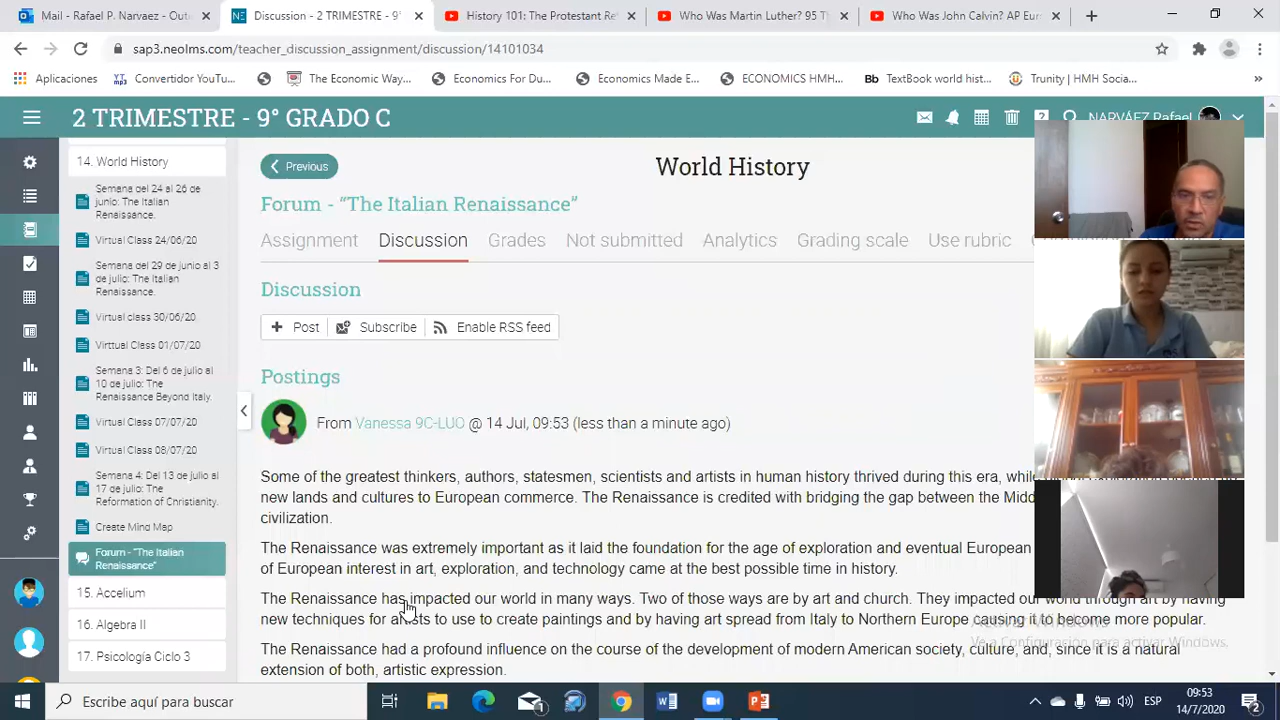 Mail - Rafael P. Narvaez - Out
Discussion - 2 TRIMESTRE - 9°
History 101: The Protestant Re
Who Was Martin Luther? 95 T
Who Was John Calvin? AP Eur
sap3.neolms.com/teacher_discussion_assignment/discussion/14101034
Aplicaciones
Convertidor YouTu...
The Economic Way...
Economics For Du...
Economics Made E...
ECONOMICS HMH...
Bb TextBook world hist...
Trunity | HMH Socia...
»
2 TRIMESTRE - 9° GRADO C
NARVÁEZ Rafael
14. World History
Semana del 24 al 26 de
junio: The Italian
Renaissance.
Virtual Class 24/06/20
Semana del 29 de junio al 3
de julio: The Italian
Renaissance.
Virtual class 30/06/20
Virttual Class 01/07/20
Semana 3: Del 6 de julio al
10 de julio: The
Renaissance Beyond Italy.
Virtual Class 07/07/20
Virtual Class 08/07/20
Semana 4: Del 13 de julio al
17 de julio: The
Reformation Of Christianity.
Create Mind Map
Forum - "The Italian
Renaissance"
15. Accelium
16. Algebra II
17. Psicología Ciclo 3
Previous
World History
Forum - “The Italian Renaissance”
Assignment
Discussion
Grades
Not submitted
Analytics
Grading scale
Use rubric
Discussion
+ Post
Subscribe
Enable RSS feed
Postings
From Vanessa 9C-LUO @ 14 Jul, 09:53 (less than a minute ago)
Some of the greatest thinkers, authors, statesmen, scientists and artists in human history thrived during this era, while
new lands and cultures to European commerce. The Renaissance is credited with bridging the gap between the Midd
civilization.
The Renaissance was extremely important as it laid the foundation for the age of exploration and eventual European
of European interest in art, exploration, and technology came at the best possible time in history.
The Renaissance has impacted our world in many ways. Two of those ways are by art and church. They impacted our world through art by having
new techniques for artists to use to create paintings and by having art spread from Italy to Northern Europe causing it to become more popular.
The Renaissance had a profound influence on the course of the development of modern American society, culture, and, since it is a natural
extension of both, artistic expression.
Activar Windows
Ve a Configuración para activar Windows.
Escribe aquí para buscar
ESP
09:53
14/7/2020
2